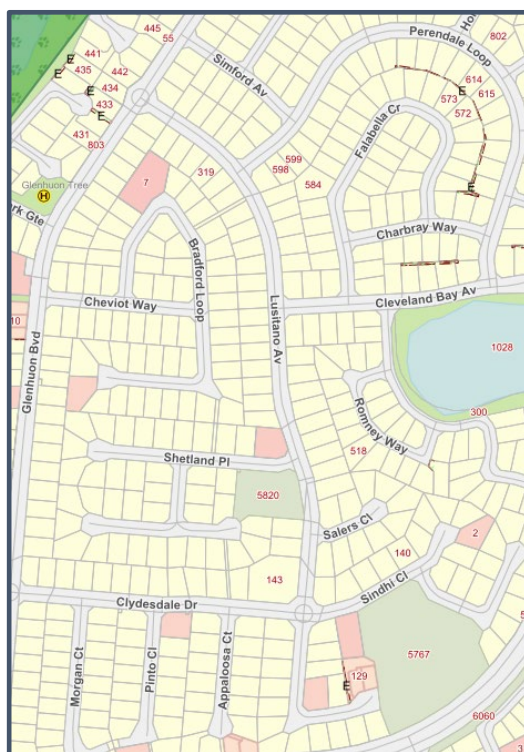 445
55
441
435
442
434
E
E
E
433
431
803
Simford Av
Perendale Loop
802
614
573
615
E
572
E
Falabella Cr
599
598
584
319
7
Glenhuon Tree
H
Charbray Way
Bradford Loop
Cheviot Way
Lusitano Av
Cleveland Bay Av
10
Glenhuon Blvd
1028
300
Romney Way
518
Shetland Pl
5820
Salers Ct
2
140
143
Sindhi Cl
Clydesdale Dr
Morgan Ct
Pinto Cl
Appaloosa Ct
5767
129
E
6060